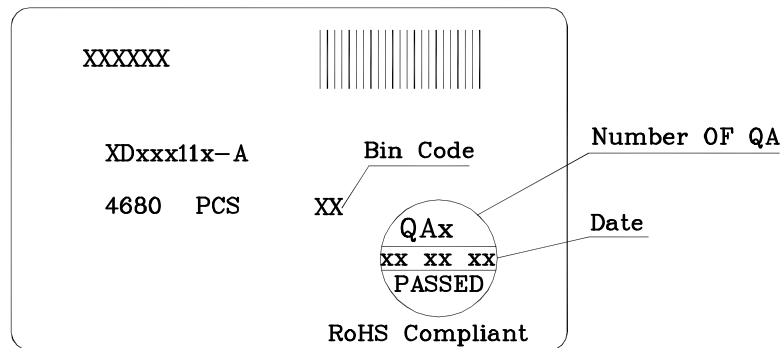 XXXXXX
XDxxx11x-A
Bin Code
Number OF QA
4680 PCS XX
QAx
Date
xx xx xx
PASSED
RoHS Compliant